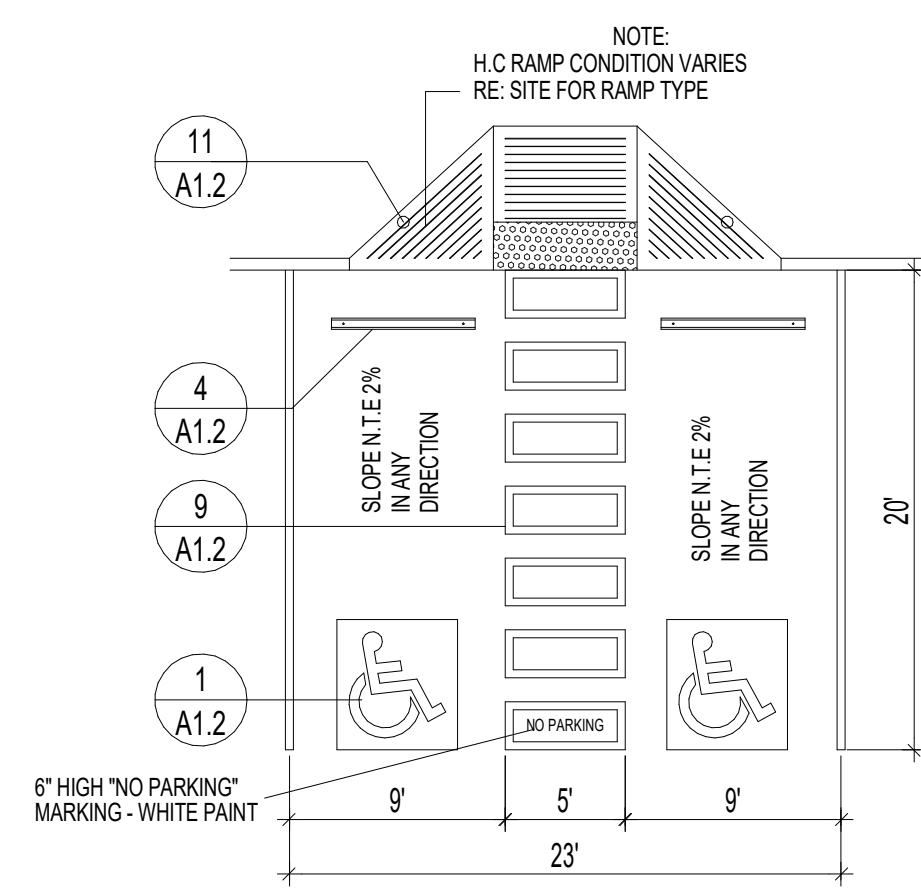 NOTE:
H.C RAMP CONDITION VARIES
RE: SITE FOR RAMP TYPE
11
A1.2
4
A1.2
SLOPE N.T.E 2%
IN ANY
DIRECTION
SLOPE N.T.E 2%
IN ANY
DIRECTION
9
A1.2
20'
1
A1.2
NO PARKING
6" HIGH "NO PARKING"
MARKING - WHITE PAINT
9'
5'
9'
23'